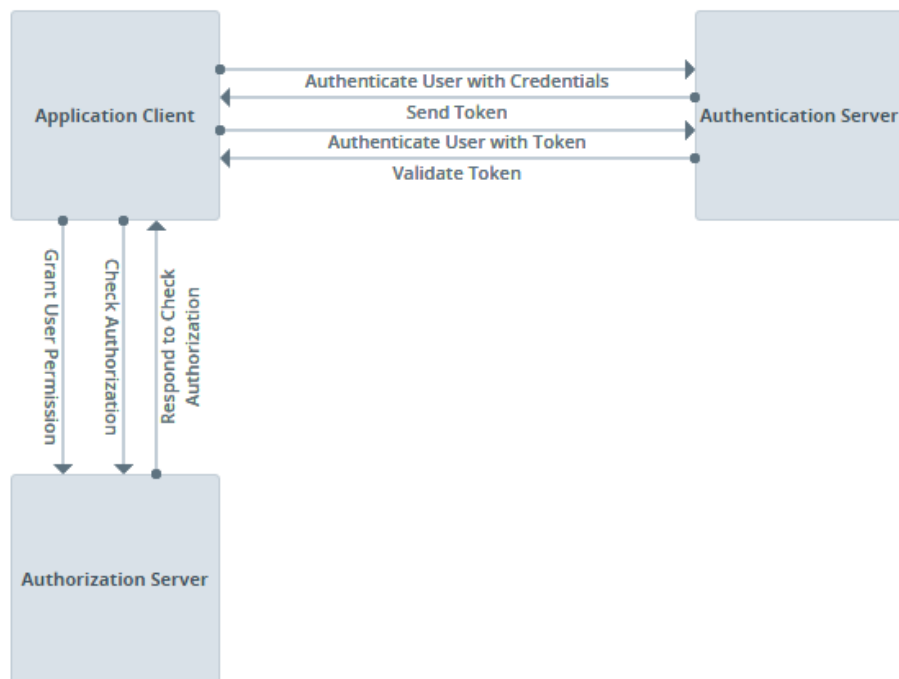 Authenticate User with Credentials
Application Client
Send Token
Authentication Server
Authenticate User with Token
Validate Token
Grant User Permission
Check Authorization
Respond to Check
Authorization
Authorization Server